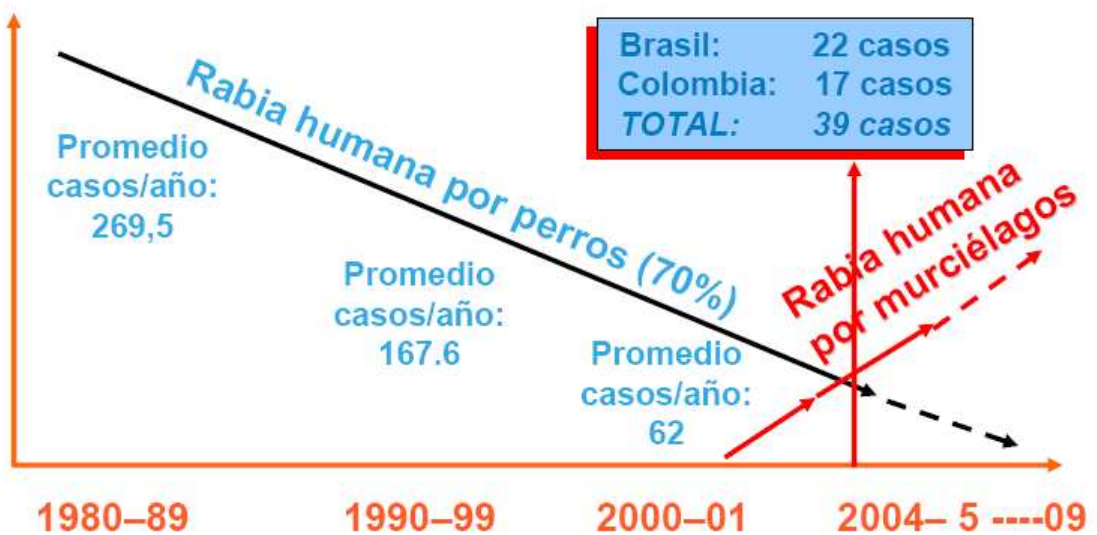 Brasil: 22 casos
Colombia: 17 casos
TOTAL: 39 casos
Rabia humana por perros (70%)
Promedio
casos/año:
269,5
Promedio
casos/año:
167.6
Promedio
casos/año:
62
Rabia humana
por murciélagos
1980–89 1990–99 2000–01 2004– 5 ----09